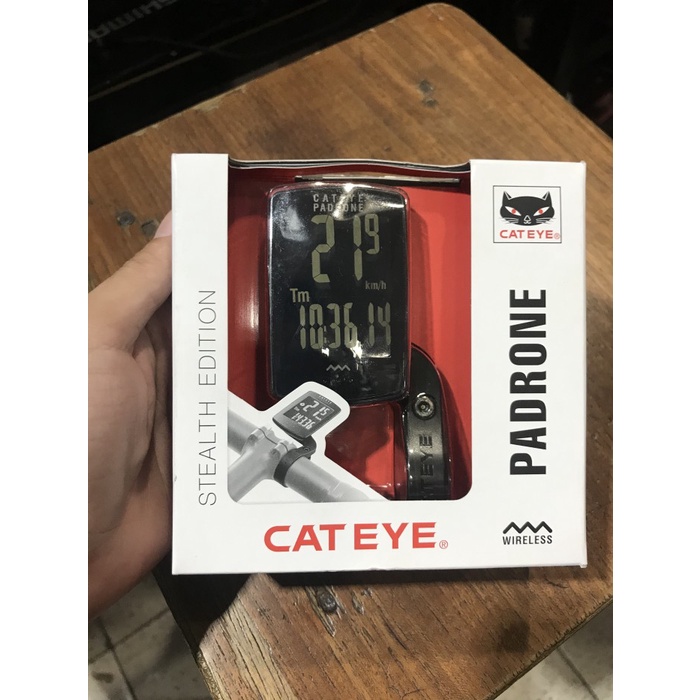 CATEYE
PADRONE
21.9
km/h
Tm
10:36 14
STEALTH EDITION
CATEYE®
PADRONE
WIRELESS
CATEYE®